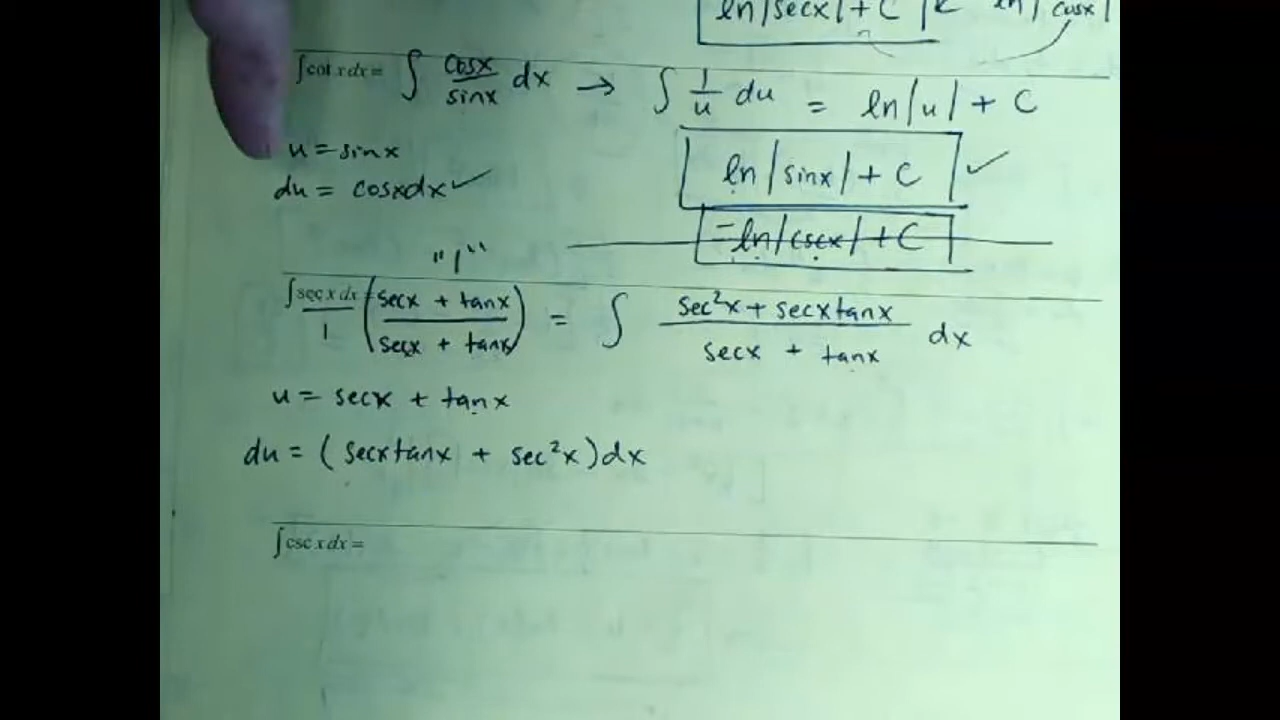 ln|secx| + C ln|cosx|
∫cot x dx = ∫ cosx/sinx dx → ∫ 1/u du = ln|u| + C
u = sinx
ln|sinx| + C ✓
du = cosxdx ✓
= ln|cscx| + C
"1"
∫sec x dx/1 (secx + tanx/secx + tanx) = ∫ sec²x + secxtanx/secx + tanx dx
u = secx + tanx
du = (secxtanx + sec²x)dx
∫csc x dx =